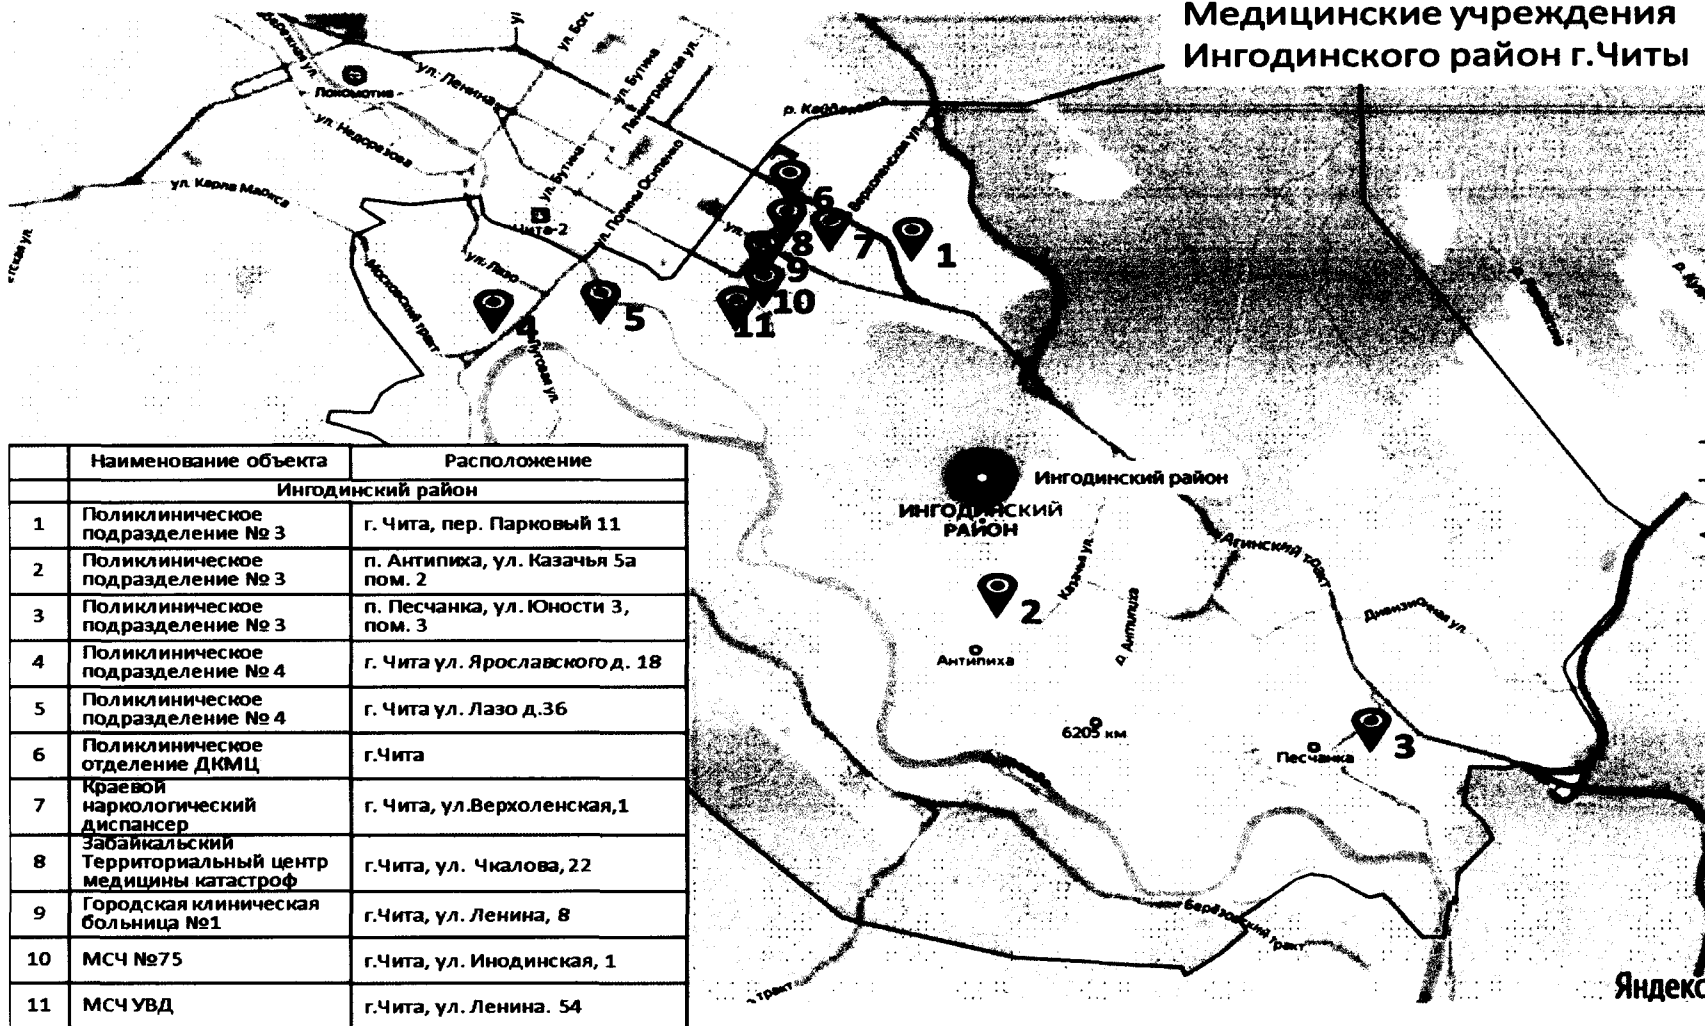 Медицинские учреждения
Ингодинского район г.Читы
Локомотив
ул. Ленина
ул. Бутина
Ленинградская ул.
ул. Недорезова
ул. Карла Маркса
ул. Бутина
ул. Полины Осипенко
Чита-2
ул. Лазо
Московский тракт
Луговая ул.
Верхоленская ул.
1
2
3
4
5
6
7
8
9
10
11
Ингодинский район
ИНГОДИНСКИЙ
РАЙОН
Казачья ул.
Агинский тракт
р. Антипиха
Дивизионная ул.
Антипиха
6205 км
Песчанка
тракт
Яндекс
Наименование объекта Расположение
Ингодинский район
1 Поликлиническое
подразделение № 3 г. Чита, пер. Парковый 11
2 Поликлиническое
подразделение № 3 п. Антипиха, ул. Казачья 5а
пом. 2
3 Поликлиническое
подразделение № 3 п. Песчанка, ул. Юности 3,
пом. 3
4 Поликлиническое
подразделение № 4 г. Чита ул. Ярославского д. 18
5 Поликлиническое
подразделение № 4 г. Чита ул. Лазо д.36
6 Поликлиническое
отделение ДКМЦ г.Чита
7 Краевой
наркологический
диспансер г. Чита, ул.Верхоленская,1
8 Забайкальский
Территориальный центр
медицины катастроф г.Чита, ул. Чкалова, 22
9 Городская клиническая
больница №1 г.Чита, ул. Ленина, 8
10 МСЧ №75 г.Чита, ул. Инодинская, 1
11 МСЧ УВД г.Чита, ул. Ленина. 54